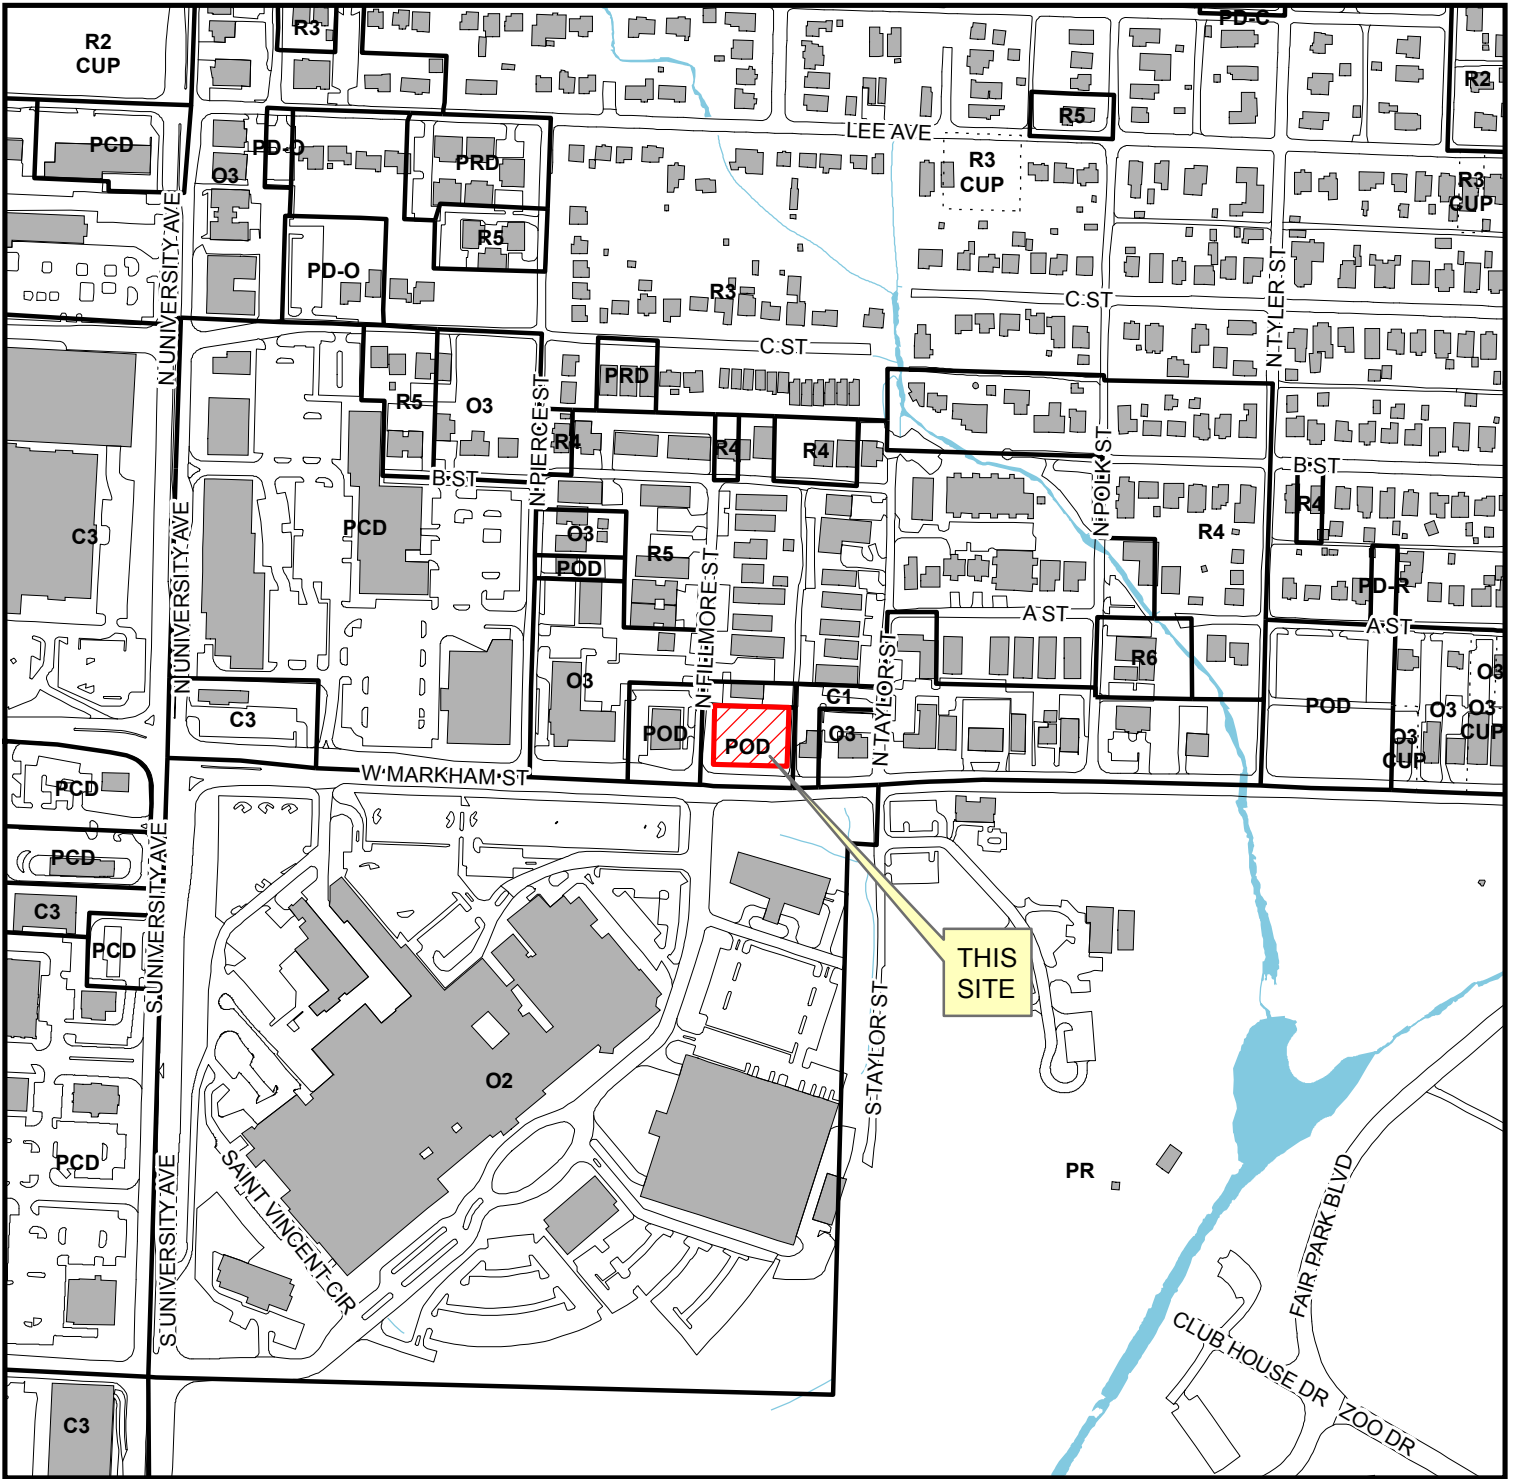 PD-C
R3
R2
CUP
R2
R5
PCD
LEE AVE
PD-O
O3
PRD
R3
CUP
R3
CUP
R5
PD-O
N UNIVERSITY AVE
R3
C ST
N TYLER ST
C ST
PRD
R5
O3
N PIERCE ST
R4
R4
R4
B ST
B ST
N POLK ST
R4
C3
N UNIVERSITY AVE
PCD
O3
R5
POD
N FILLMORE ST
R4
PD-R
A ST
A ST
R6
O3
N TAYLOR ST
C1
O3
C3
POD
POD
O3
POD
O3
O3
CUP
O3
CUP
W MARKHAM ST
PCD
S UNIVERSITY AVE
PCD
C3
PCD
THIS
SITE
S TAYLOR ST
O2
PCD
PR
SAINT VINCENT CIR
S UNIVERSITY AVE
FAIR PARK BLVD
CLUB HOUSE DR
ZOO DR
C3